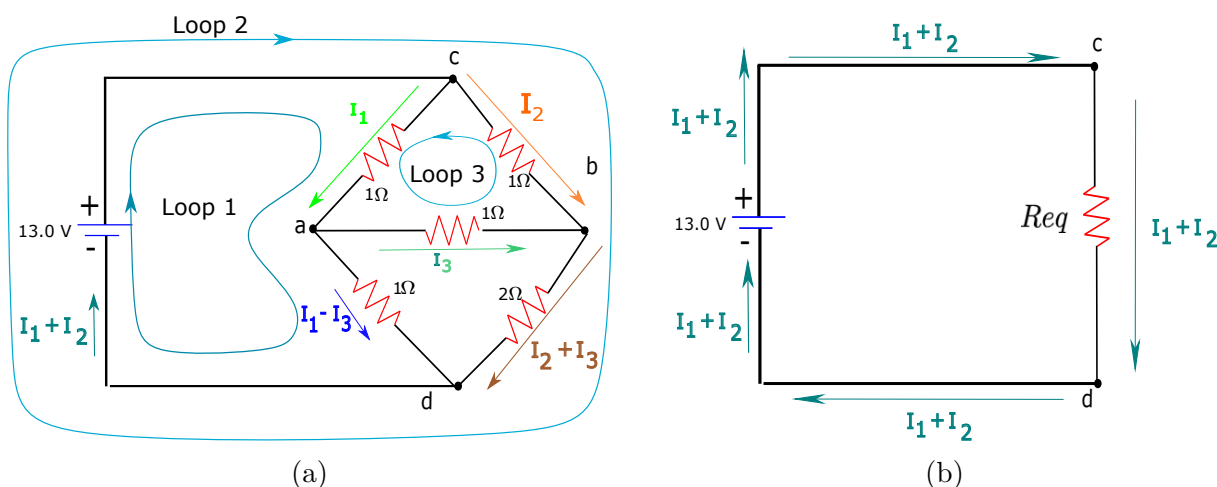 Loop 2
c
I1
I2
b
Loop 3
1Ω
1Ω
Loop 1
+
13.0 V
-
a
1Ω
I3
1Ω
2Ω
I1-I3
I1+I2
I2+I3
d
(a)
I1+I2
c
I1+I2
+
13.0 V
-
Req
I1+I2
I1+I2
d
I1+I2
(b)